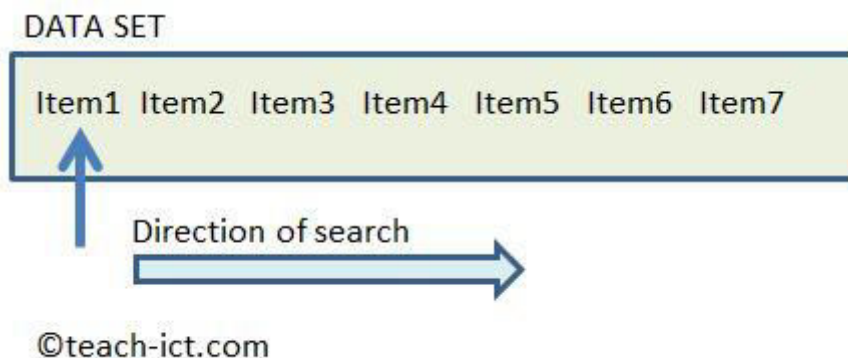 DATA SET
Item1 Item2 Item3 Item4 Item5 Item6 Item7
Direction of search
©teach-ict.com